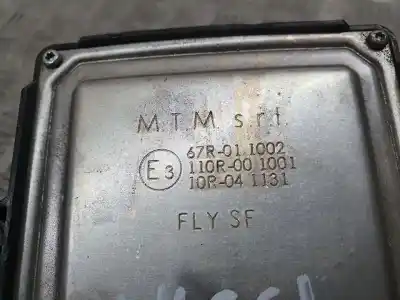 M.T.M. s.r.l.
67R-01 1002
E3 110R-00 1001
10R-04 1131
FLY SF